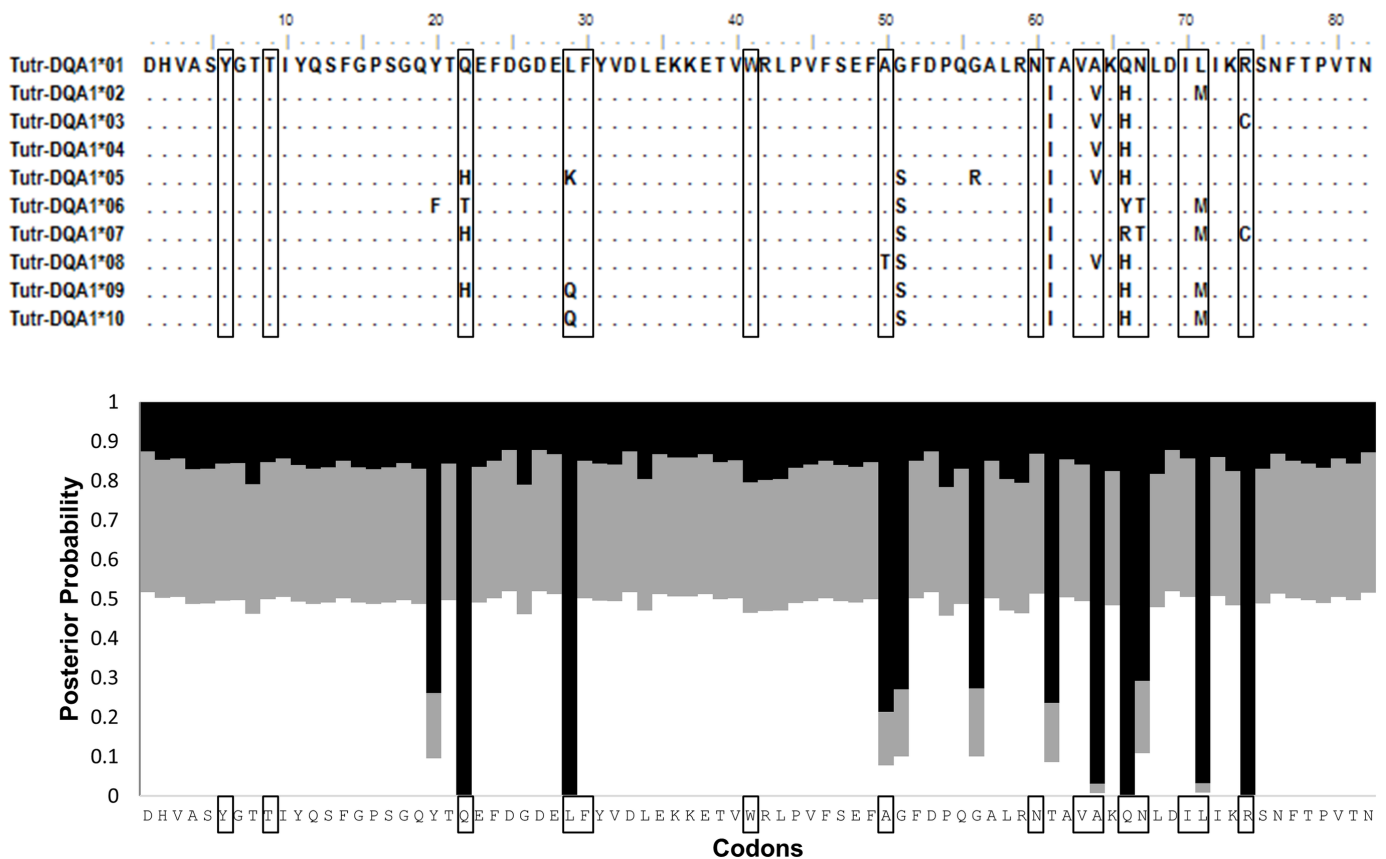 10 20 30 40 50 60 70 80
Tutr-DQA1*01 DHVASYGTTIYQSFGPSGQYTQEFDGDELFYVDLEKKETVWRLPVFSEFAGFDPQGALRNTAVAKQNLDILIKRSNFTPVTN
Tutr-DQA1*02 ............................................................I..V.H....M...........
Tutr-DQA1*03 ............................................................I..V.H.......C........
Tutr-DQA1*04 ............................................................I..V.H................
Tutr-DQA1*05 .....................H......K.....................S....R....I..V.H................
Tutr-DQA1*06 ...................F.T............................S.........I....YT...M...........
Tutr-DQA1*07 .....................H............................S.........I....RT...M..C........
Tutr-DQA1*08 .................................................TS.........I..V.H................
Tutr-DQA1*09 .....................H......Q.....................S.........I....H....M...........
Tutr-DQA1*10 ............................Q.....................S.........I....H....M...........
Posterior Probability
1
0.9
0.8
0.7
0.6
0.5
0.4
0.3
0.2
0.1
0
DHVASYGTTIYQSFGPSGQYTQEFDGDELFYVDLEKKETVWRLPVFSEFAGFDPQGALRNTAVAKQNLDILIKRSNFTPVTN
Codons